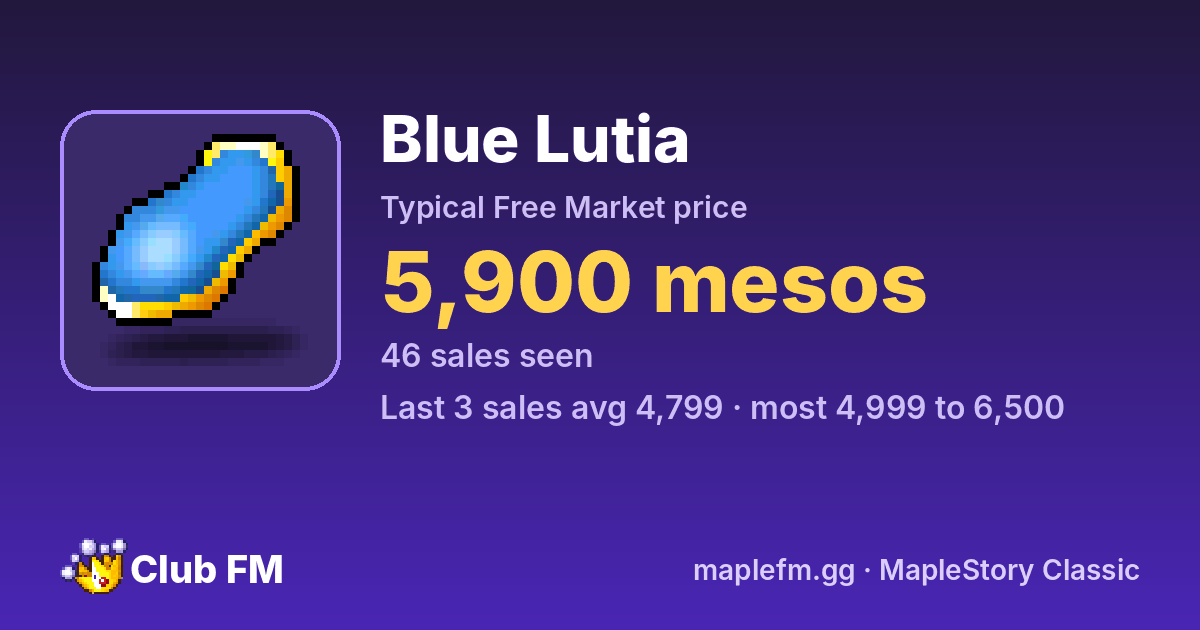 Blue Lutia
Typical Free Market price
5,900 mesos
46 sales seen
Last 3 sales avg 4,799 · most 4,999 to 6,500
Club FM
maplefm.gg · MapleStory Classic